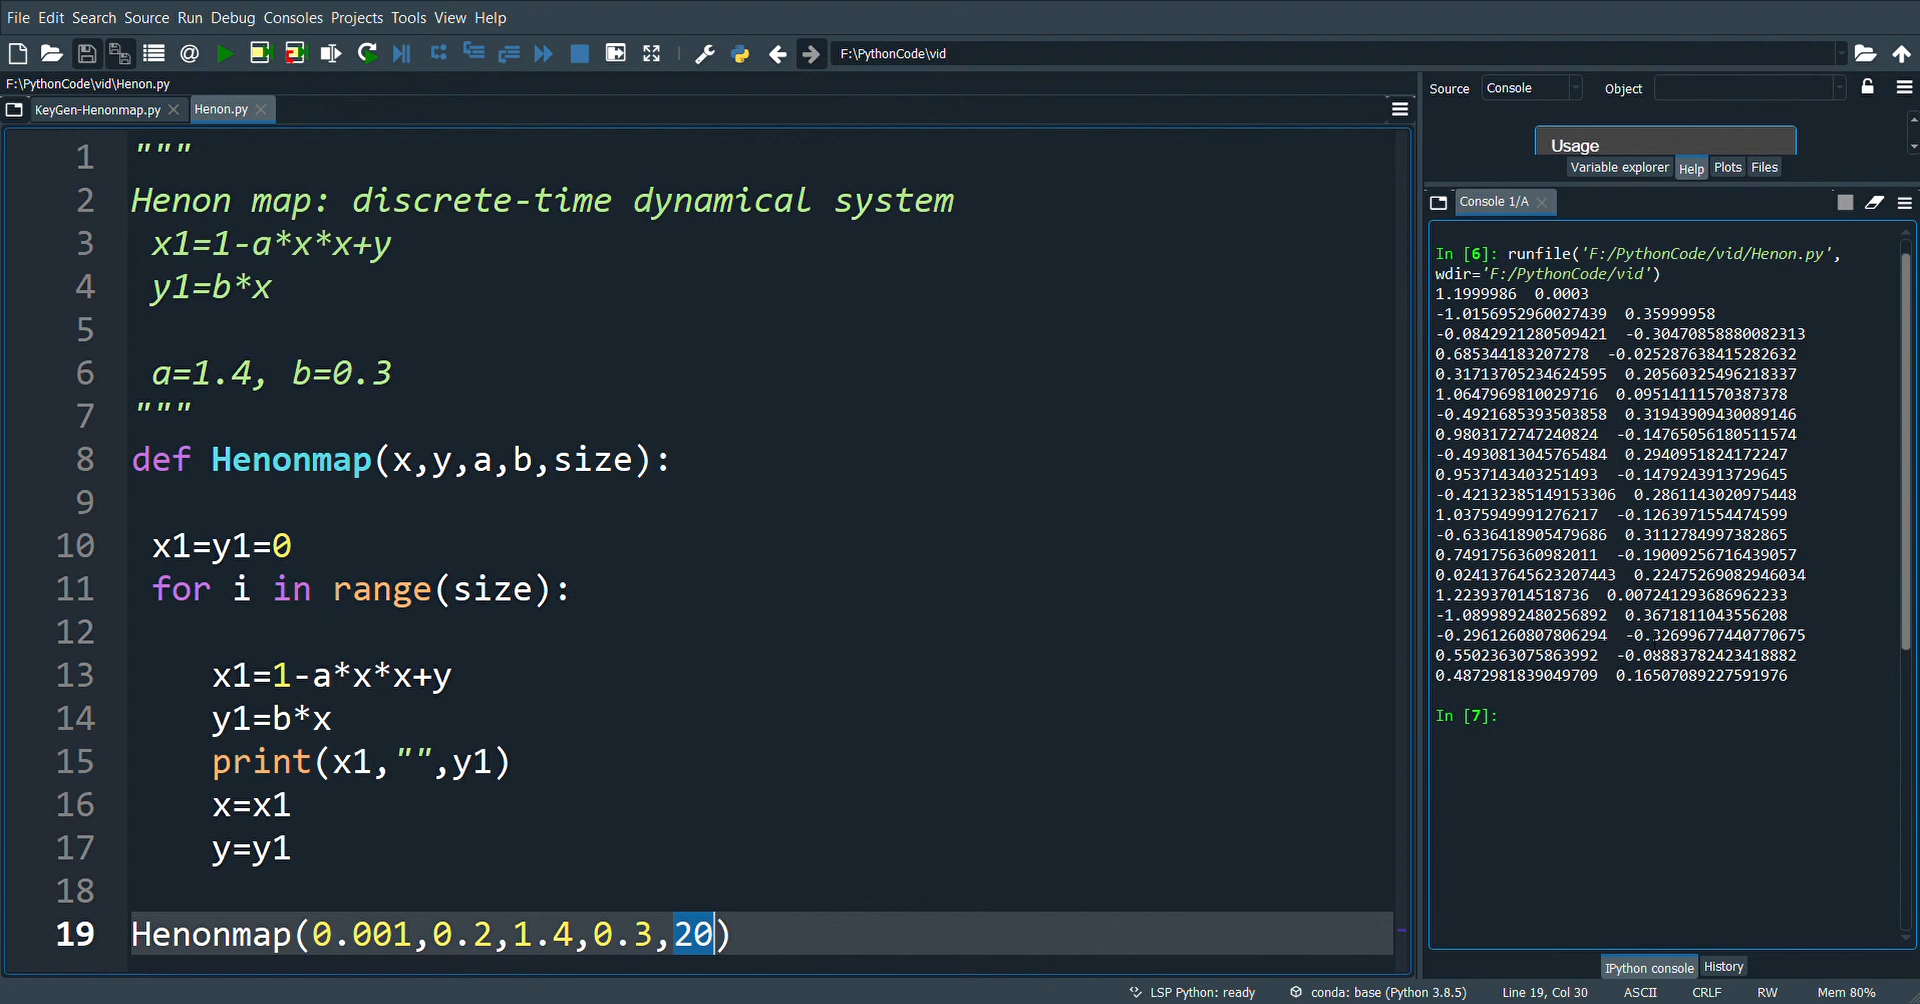 File Edit Search Source Run Debug Consoles Projects Tools View Help
F:\PythonCode\vid
F:\PythonCode\vid\Henon.py
KeyGen-Henonmap.py
Henon.py
1 """
2 Henon map: discrete-time dynamical system
3 x1=1-a*x*x+y
4 y1=b*x
5
6 a=1.4, b=0.3
7 """
8 def Henonmap(x,y,a,b,size):
9
10 x1=y1=0
11 for i in range(size):
12
13 x1=1-a*x*x+y
14 y1=b*x
15 print(x1,"",y1)
16 x=x1
17 y=y1
18
19 Henonmap(0.001,0.2,1.4,0.3,20)
Source Console Object
Usage
Variable explorer Help Plots Files
Console 1/A
In [6]: runfile('F:/PythonCode/vid/Henon.py',
wdir='F:/PythonCode/vid')
1.1999986 0.0003
-1.0156952960027439 0.35999958
-0.0842921280509421 -0.30470858880082313
0.685344183207278 -0.025287638415282632
0.31713705234624595 0.20560325496218337
1.0647969810029716 0.09514111570387378
-0.4921685393503858 0.31943909430089146
0.9803172747240824 -0.14765056180511574
-0.4930813045765484 0.2940951824172247
0.9537143403251493 -0.1479243913729645
-0.42132385149153306 0.2861143020975448
1.0375949991276217 -0.1263971554474599
-0.6336418905479686 0.3112784997382865
0.7491756360982011 -0.19009256716439057
0.024137645623207443 0.22475269082946034
1.223937014518736 0.007241293686962233
-1.0899892480256892 0.3671811043556208
-0.2961260807806294 -0.32699677440770675
0.5502363075863992 -0.08883782423418882
0.4872981839049709 0.16507089227591976
In [7]:
IPython console History
LSP Python: ready conda: base (Python 3.8.5) Line 19, Col 30 ASCII CRLF RW Mem 80%